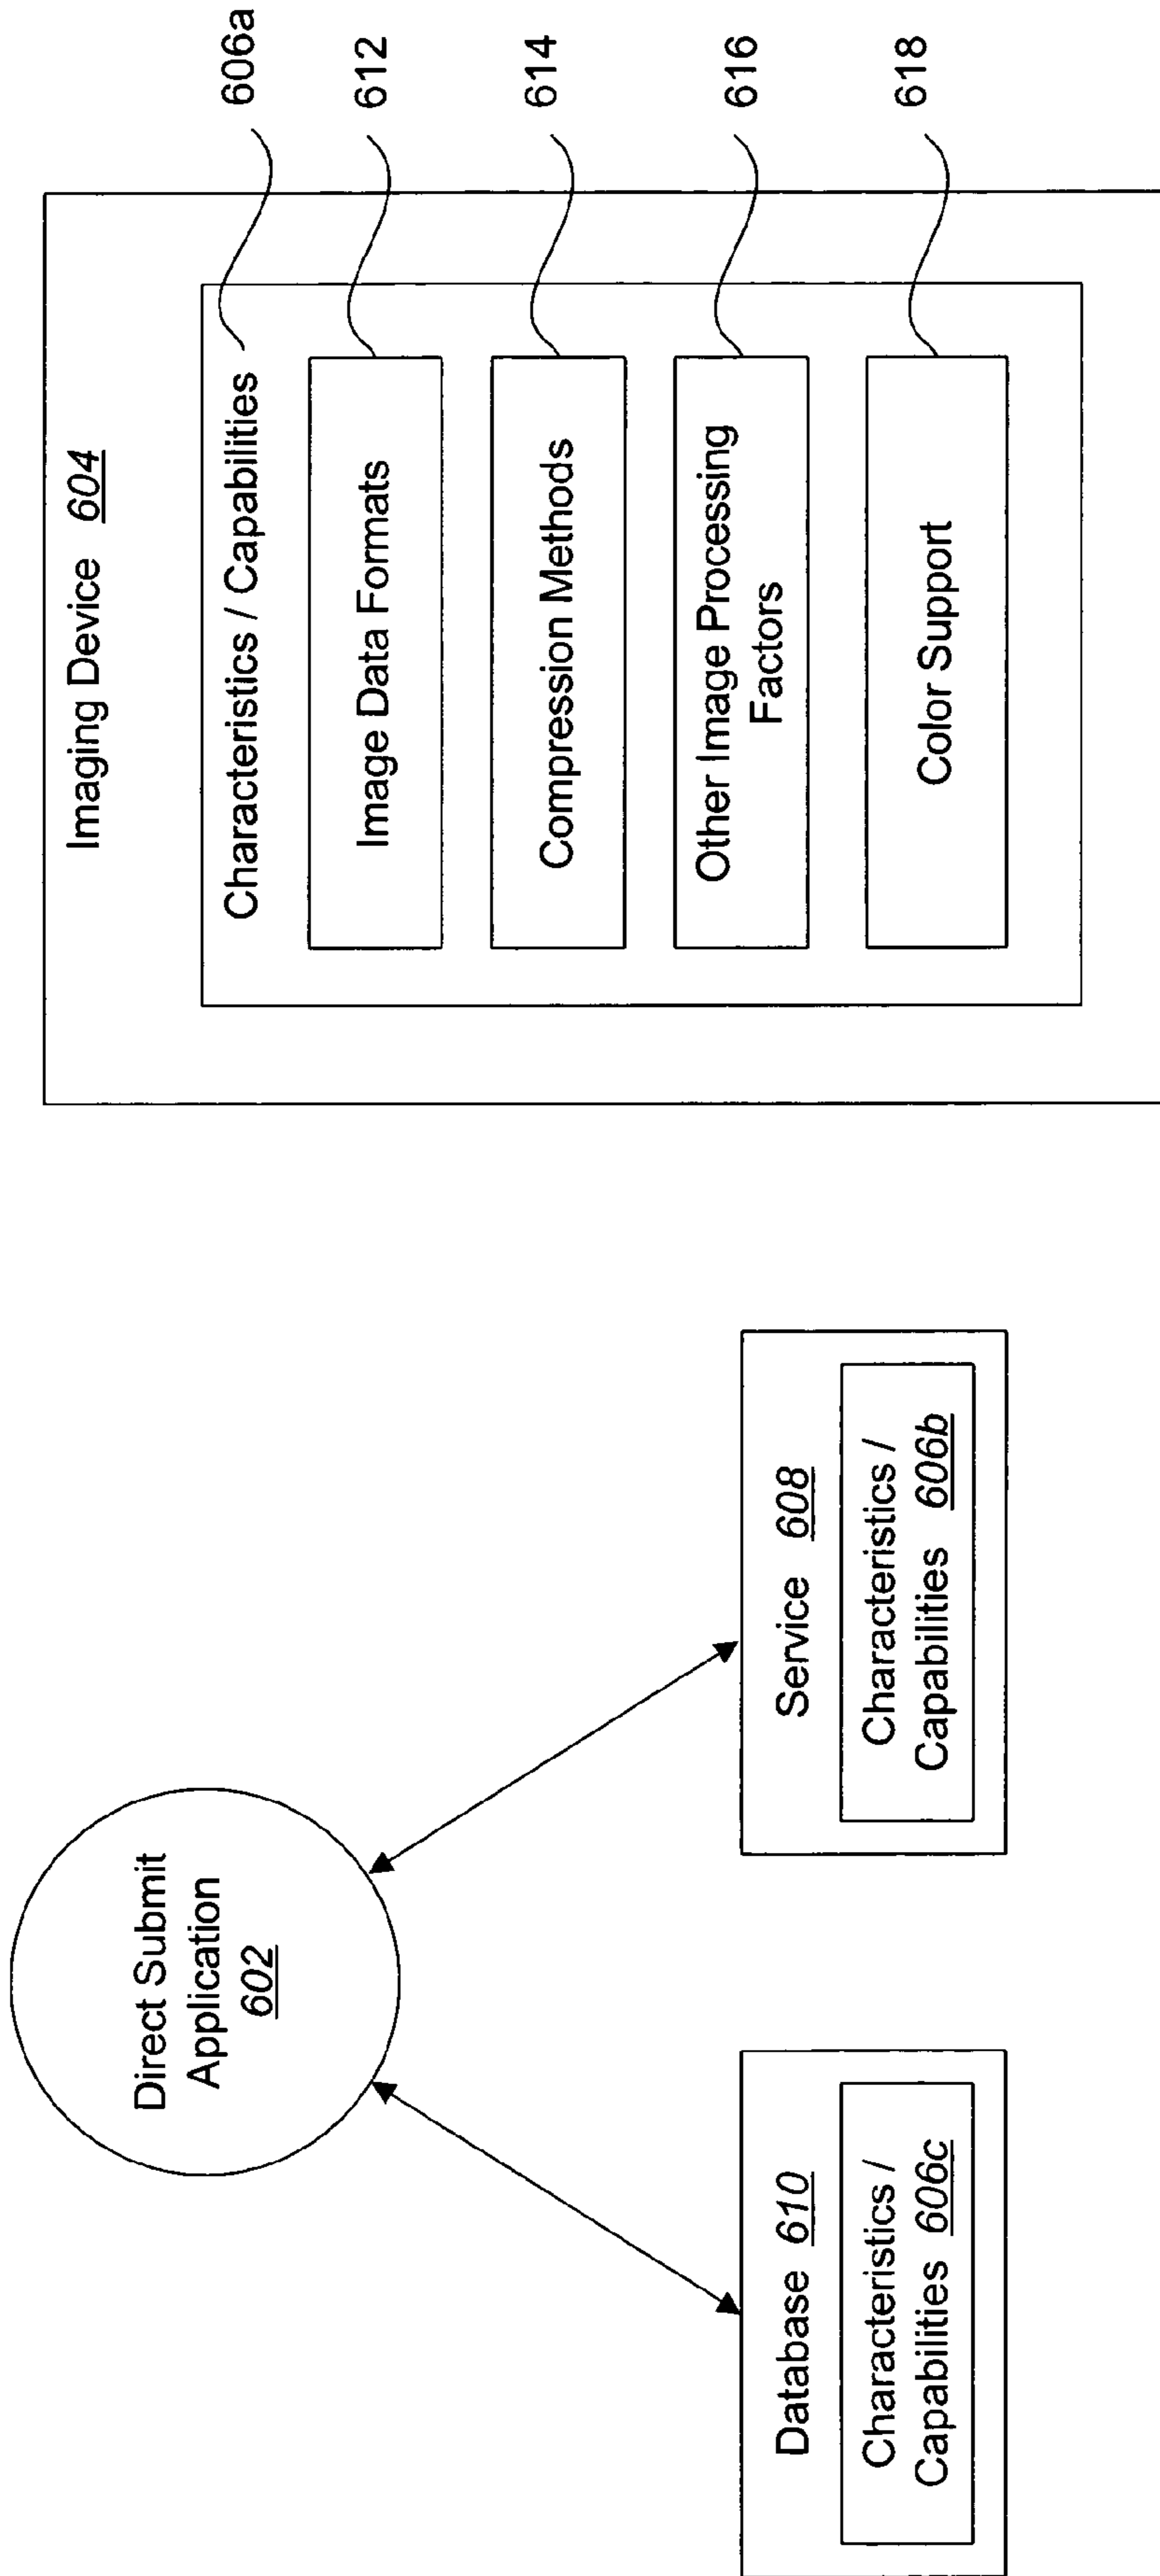 Direct Submit
Application
602
Database 610
Characteristics /
Capabilities 606c
Service 608
Characteristics /
Capabilities 606b
Imaging Device 604
Characteristics / Capabilities
606a
Image Data Formats
612
Compression Methods
614
Other Image Processing
Factors
616
Color Support
618